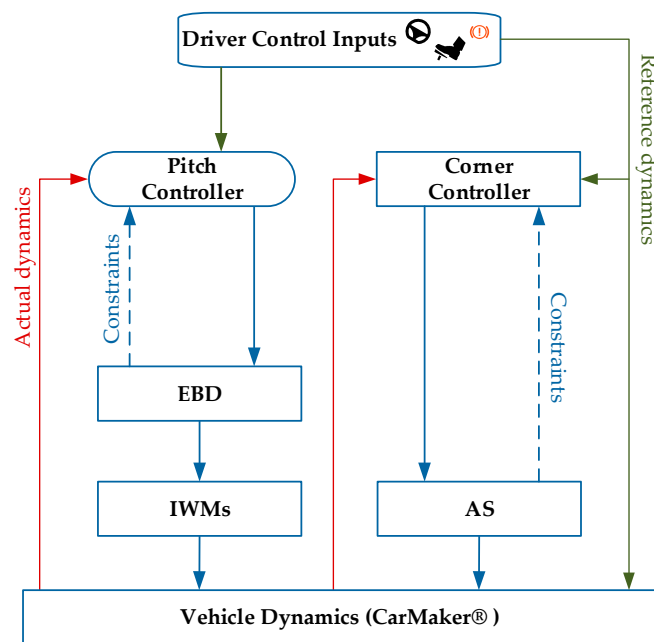 Driver Control Inputs
Reference dynamics
Pitch
Controller
Corner
Controller
Actual dynamics
Constraints
Constraints
EBD
IWMs
AS
Vehicle Dynamics (CarMaker® )